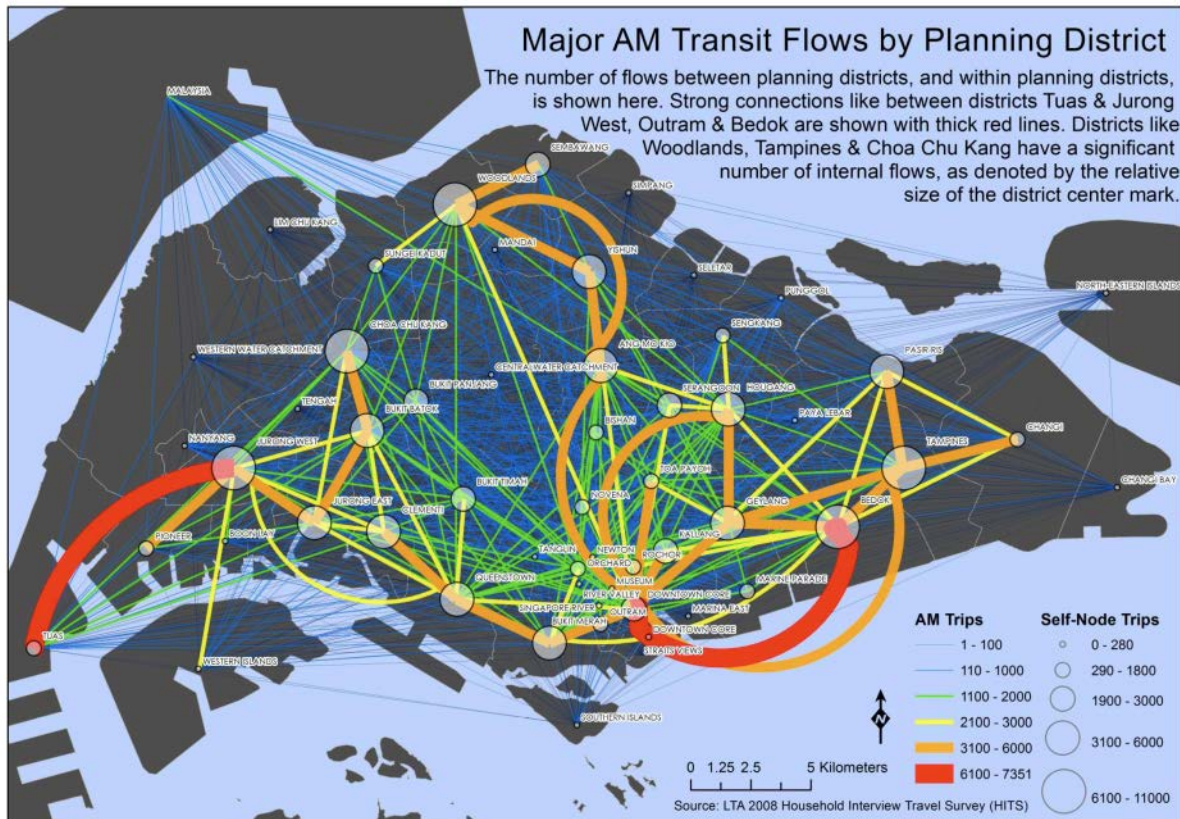 Major AM Transit Flows by Planning District
The number of flows between planning districts, and within planning districts,
is shown here. Strong connections like between districts Tuas & Jurong
West, Outram & Bedok are shown with thick red lines. Districts like
Woodlands, Tampines & Choa Chu Kang have a significant
number of internal flows, as denoted by the relative
size of the district center mark.
MALAYSIA
SEMBAWANG
WOODLANDS
SIMPANG
LIM CHU KANG
MANDAI
YISHUN
SUNGEI KADUT
SELETAR
PUNGGOL
NORTH-EASTERN ISLANDS
CHOA CHU KANG
SENGKANG
WESTERN WATER CATCHMENT
ANG MO KIO
PASIR RIS
CENTRAL WATER CATCHMENT
BUKIT PANJANG
SERANGOON
HOUGANG
TENGAH
BUKIT BATOK
BISHAN
PAYA LEBAR
CHANGI
NANYANG
JURONG WEST
TAMPINES
BUKIT TIMAH
TOA PAYOH
CHANGI BAY
NOVENA
GEYLANG
BEDOK
JURONG EAST
CLEMENTI
PIONEER
BOON LAY
KALLANG
TANGLIN
NEWTON
ROCHOR
ORCHARD
QUEENSTOWN
MUSEUM
RIVER VALLEY
DOWNTOWN CORE
MARINE PARADE
SINGAPORE RIVER
OUTRAM
MARINA EAST
BUKIT MERAH
DOWNTOWN CORE
STRAITS VIEWS
TUAS
WESTERN ISLANDS
SOUTHERN ISLANDS
AM Trips
1 - 100
110 - 1000
1100 - 2000
2100 - 3000
3100 - 6000
6100 - 7351
Self-Node Trips
0 - 280
290 - 1800
1900 - 3000
3100 - 6000
6100 - 11000
N
0 1.25 2.5 5 Kilometers
Source: LTA 2008 Household Interview Travel Survey (HITS)